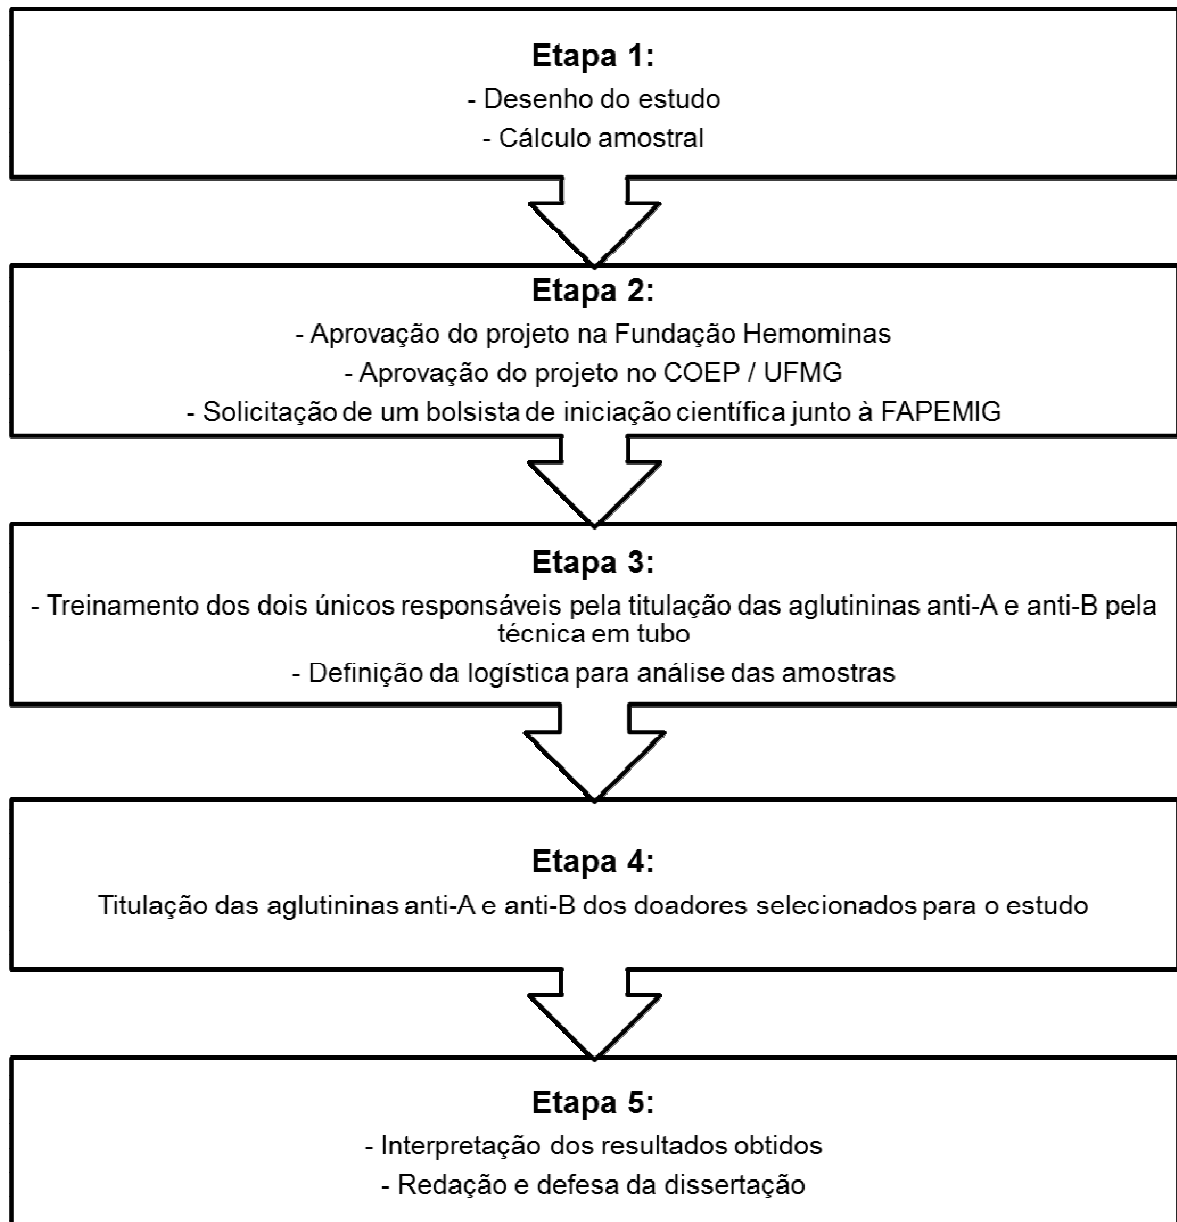 Etapa 1:
- Desenho do estudo
- Cálculo amostral
Etapa 2:
- Aprovação do projeto na Fundação Hemominas
- Aprovação do projeto no COEP / UFMG
- Solicitação de um bolsista de iniciação científica junto à FAPEMIG
Etapa 3:
- Treinamento dos dois únicos responsáveis pela titulação das aglutininas anti-A e anti-B pela
técnica em tubo
- Definição da logística para análise das amostras
Etapa 4:
Titulação das aglutininas anti-A e anti-B dos doadores selecionados para o estudo
Etapa 5:
- Interpretação dos resultados obtidos
- Redação e defesa da dissertação